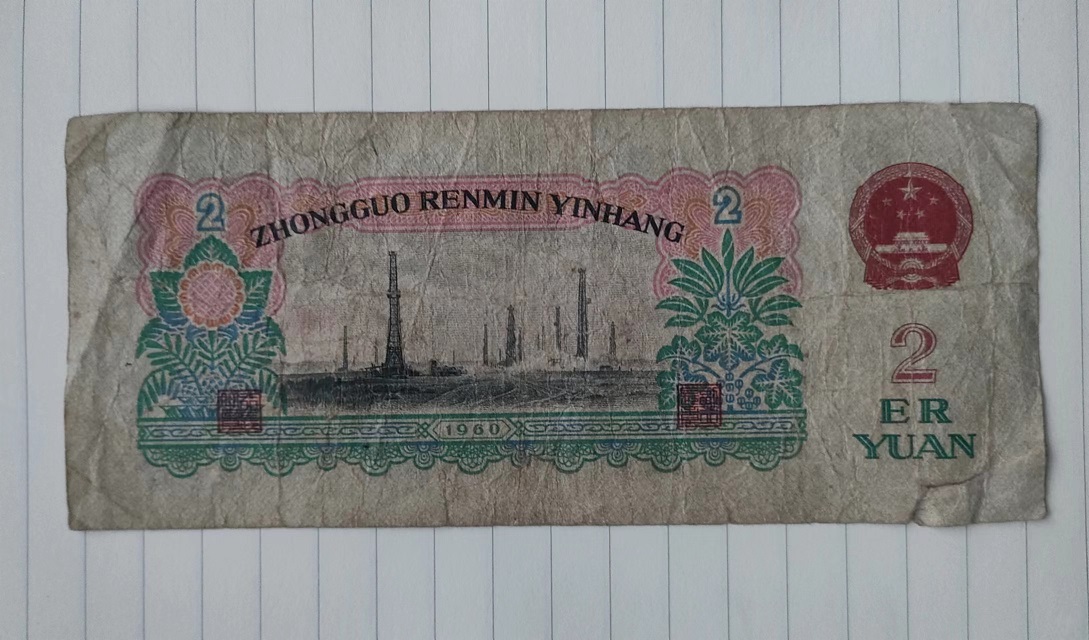 2
2
ZHONGGUO RENMIN YINHANG
1960
2
ER
YUAN